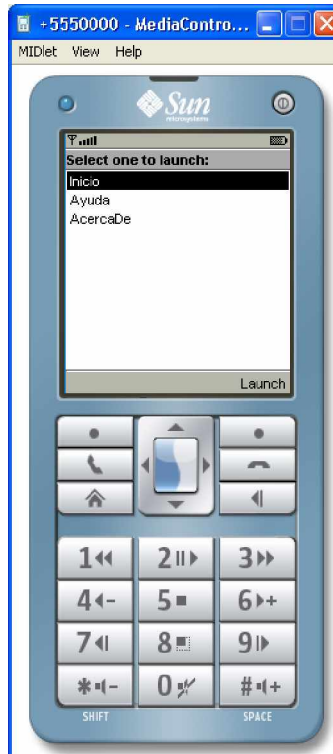 +5550000 - MediaContro...
MIDlet View Help
Sun
microsystems
Select one to launch:
Inicio
Ayuda
AcercaDe
Launch
1 2 3
4 - 5 6 +
7 8 9
* - 0 # +
SHIFT SPACE